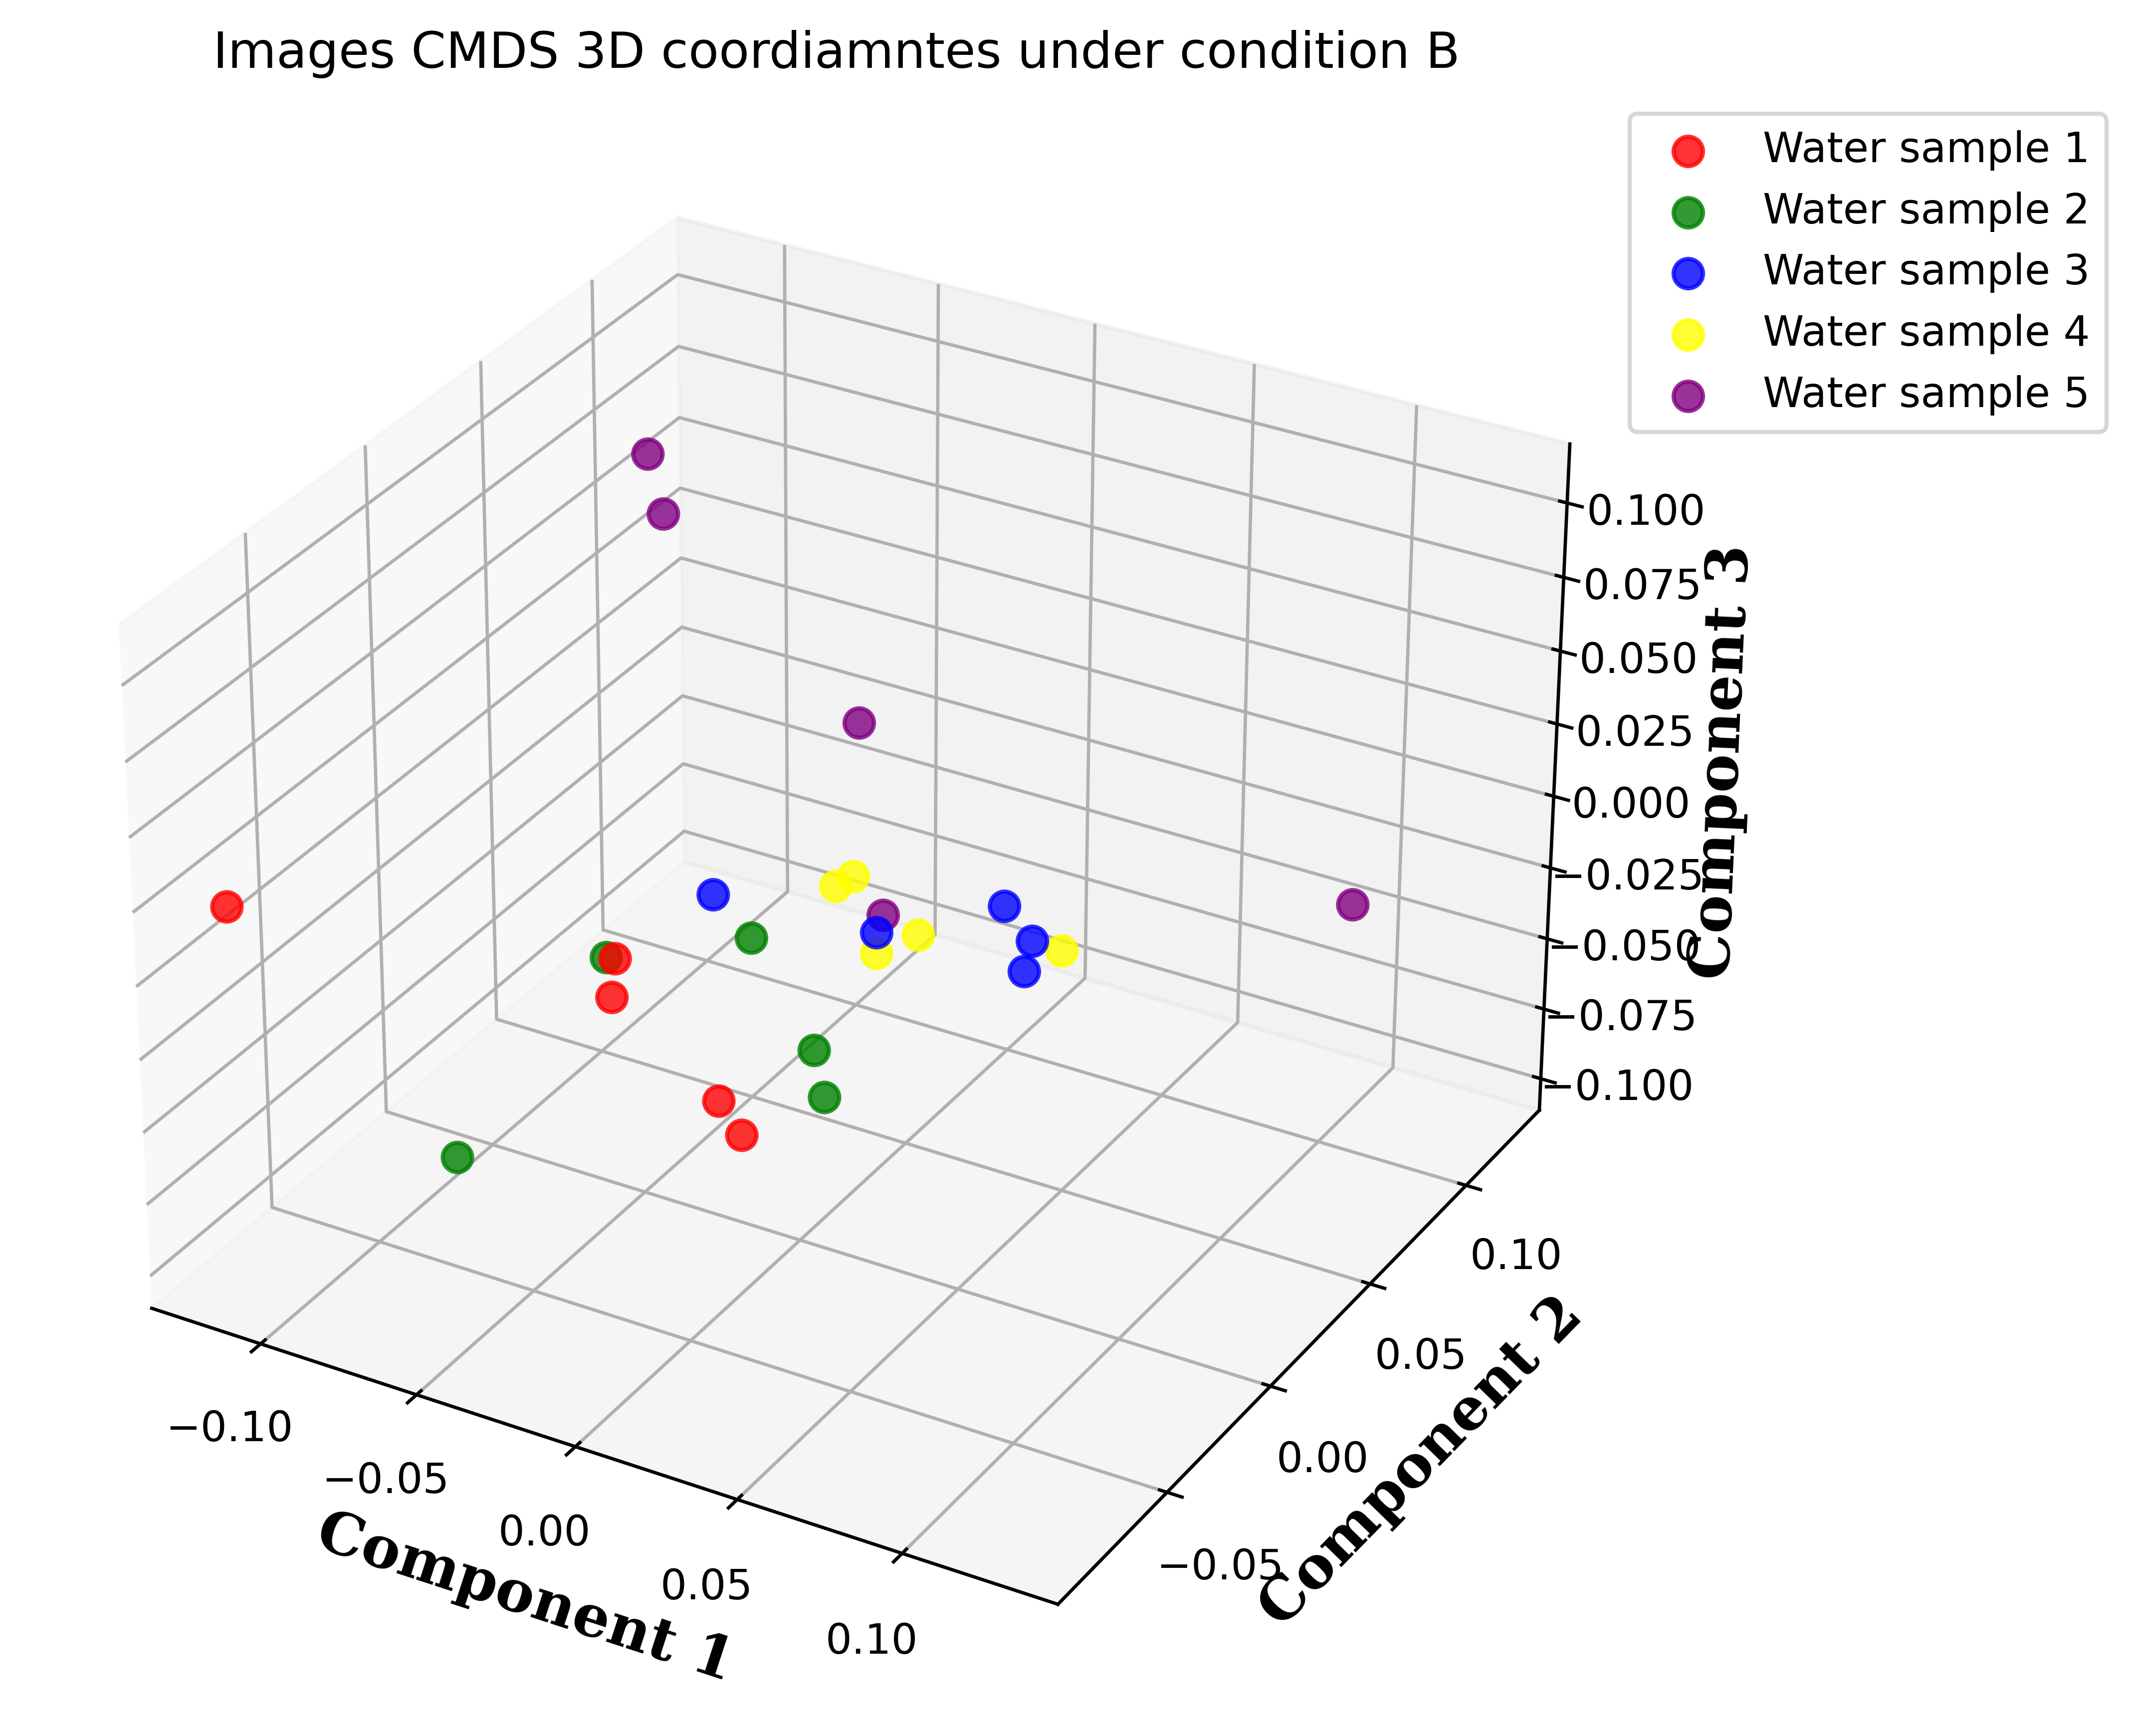 Images CMDS 3D coordiamntes under condition B
Water sample 1
Water sample 2
Water sample 3
Water sample 4
Water sample 5
0.100
0.075
0.050
0.025
0.000
−0.025
−0.050
−0.075
−0.100
Component 3
0.10
0.05
0.00
−0.05
Component 2
−0.10
−0.05
0.00
0.05
0.10
Component 1